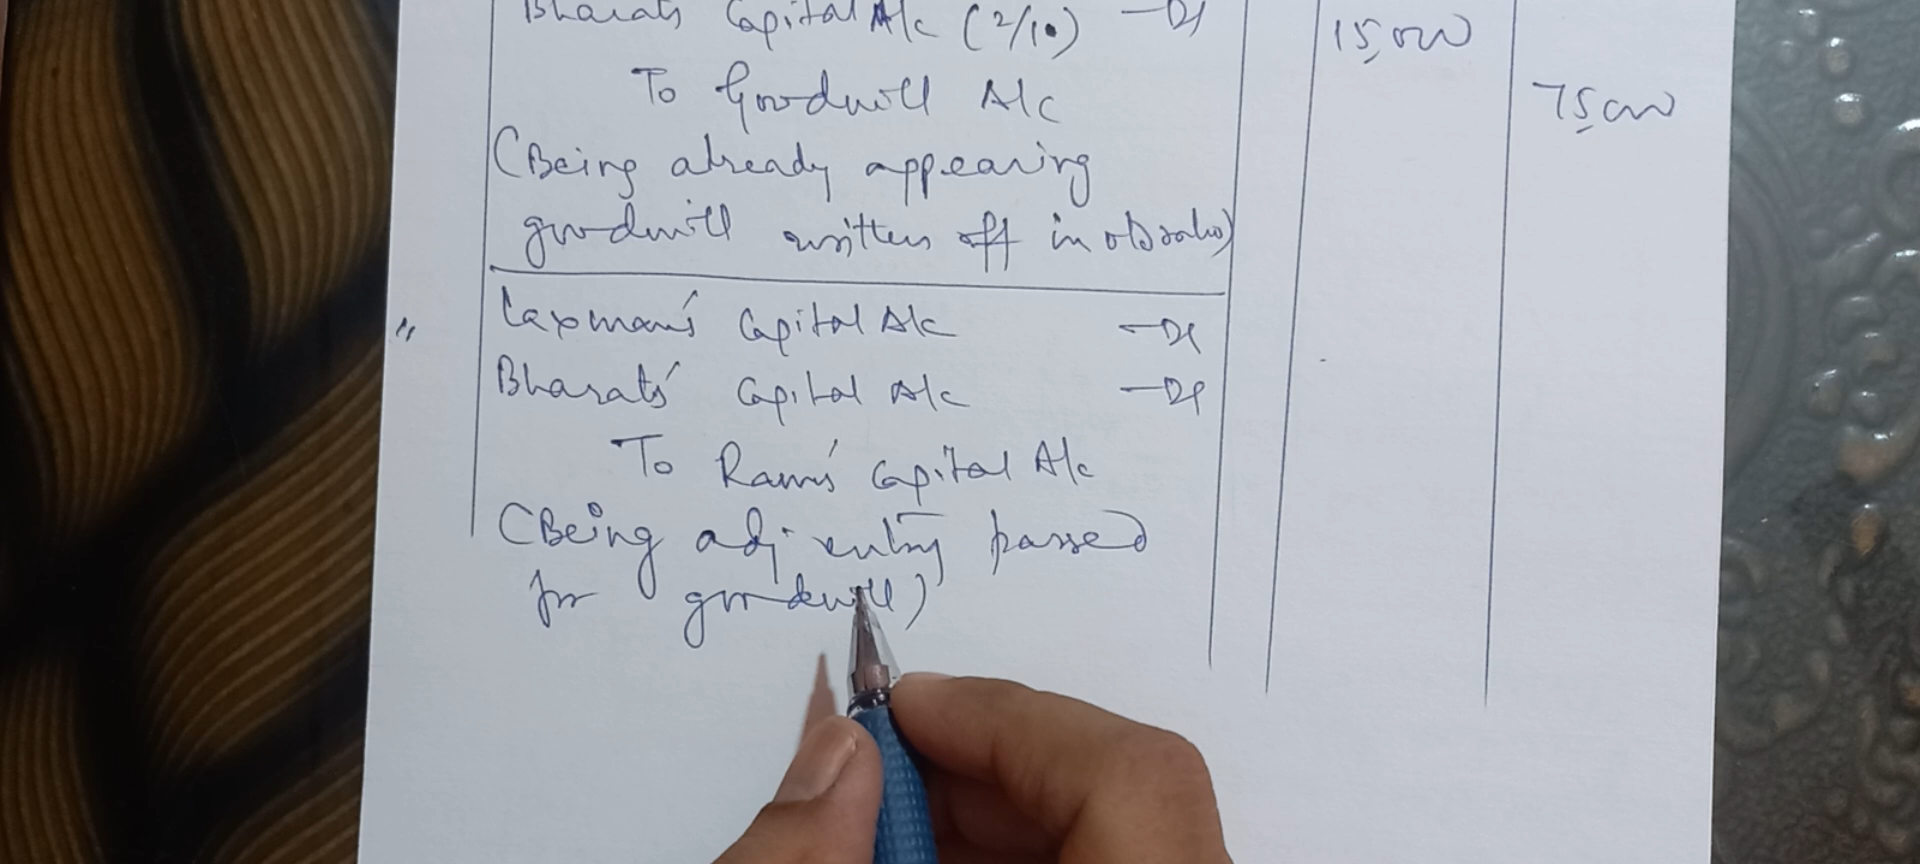 Bharat's Capital A/c (2/10) — Dr 15,000
To Goodwill A/c 75,000
(Being already appearing
goodwill written off in old ratio)
" Laxman's Capital A/c — Dr
Bharat's Capital A/c — Dr
To Ram's Capital A/c
(Being adj. entry passed
for goodwill)